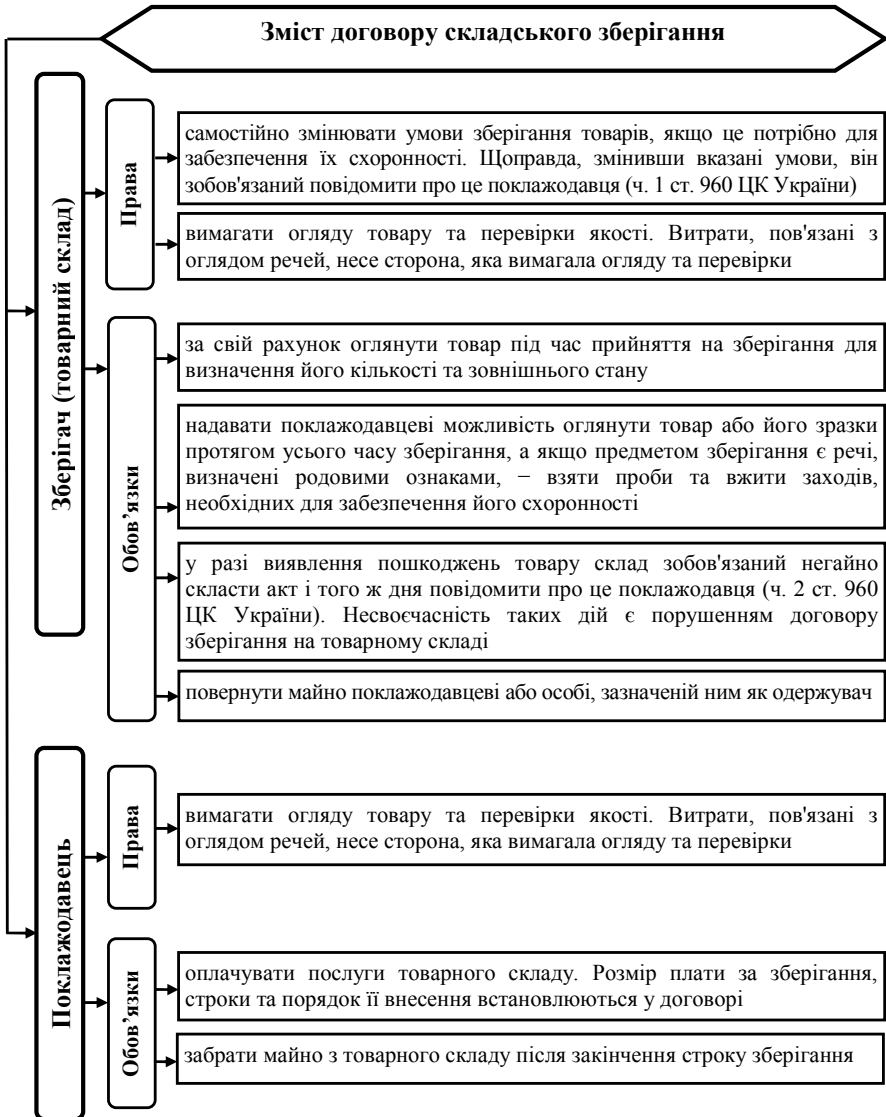 Зміст договору складського зберігання
Зберігач (товарний склад)
Права
самостійно змінювати умови зберігання товарів, якщо це потрібно для
забезпечення їх схоронності. Щоправда, змінивши вказані умови, він
зобов'язаний повідомити про це поклажодавця (ч. 1 ст. 960 ЦК України)
вимагати огляду товару та перевірки якості. Витрати, пов'язані з
оглядом речей, несе сторона, яка вимагала огляду та перевірки
Обов’язки
за свій рахунок оглянути товар під час прийняття на зберігання для
визначення його кількості та зовнішнього стану
надавати поклажодавцеві можливість оглянути товар або його зразки
протягом усього часу зберігання, а якщо предметом зберігання є речі,
визначені родовими ознаками, − взяти проби та вжити заходів,
необхідних для забезпечення його схоронності
у разі виявлення пошкоджень товару склад зобов'язаний негайно
скласти акт і того ж дня повідомити про це поклажодавця (ч. 2 ст. 960
ЦК України). Несвоєчасність таких дій є порушенням договору
зберігання на товарному складі
повернути майно поклажодавцеві або особі, зазначеній ним як одержувач
Поклажодавець
Права
вимагати огляду товару та перевірки якості. Витрати, пов'язані з
оглядом речей, несе сторона, яка вимагала огляду та перевірки
Обов’язки
оплачувати послуги товарного складу. Розмір плати за зберігання,
строки та порядок її внесення встановлюються у договорі
забрати майно з товарного складу після закінчення строку зберігання